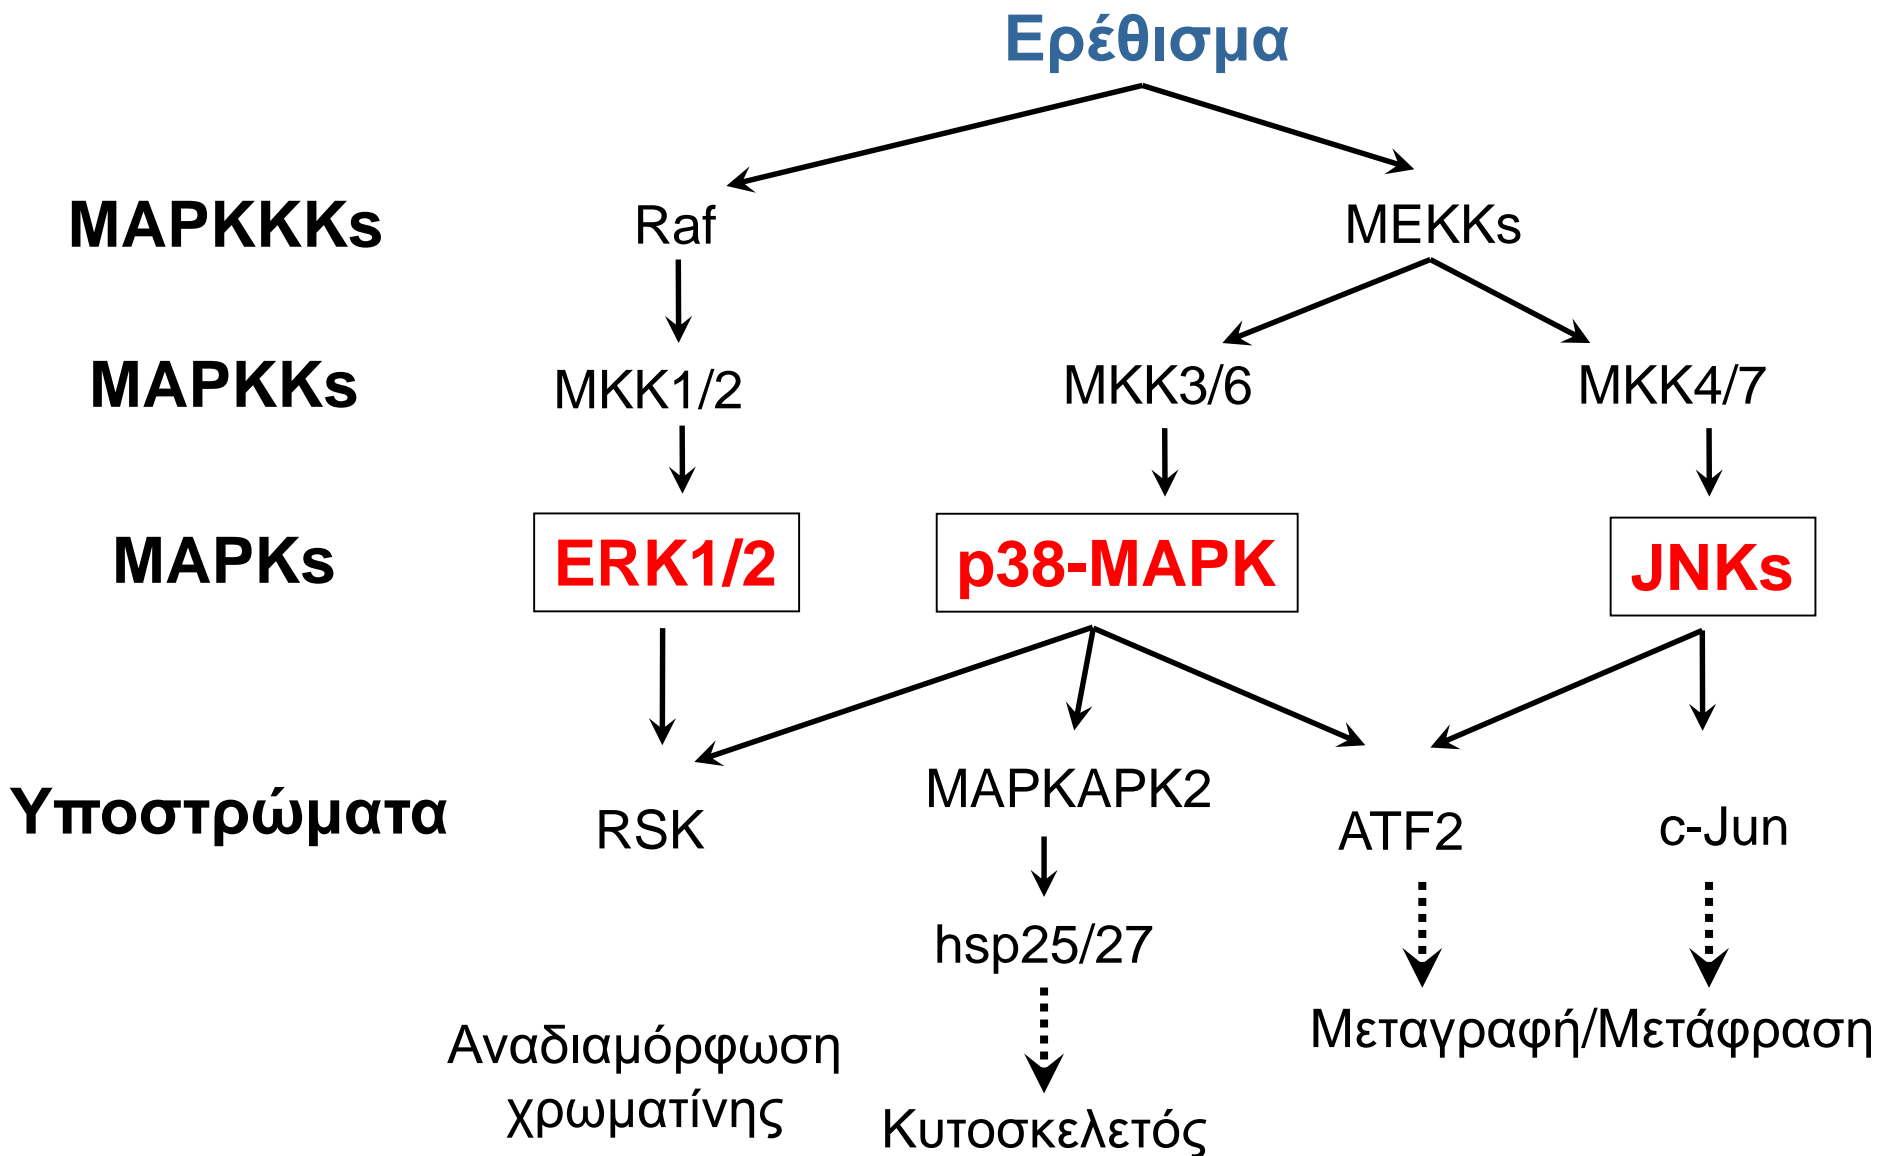 Ερέθισμα
MAPKKKs
Raf
MEKKs
MAPKKs
MKK1/2
MKK3/6
MKK4/7
MAPKs
ERK1/2
p38-MAPK
JNKs
Υποστρώματα
RSK
MAPKAPK2
ATF2
c-Jun
hsp25/27
Αναδιαμόρφωση
χρωματίνης
Κυτοσκελετός
Μεταγραφή/Μετάφραση